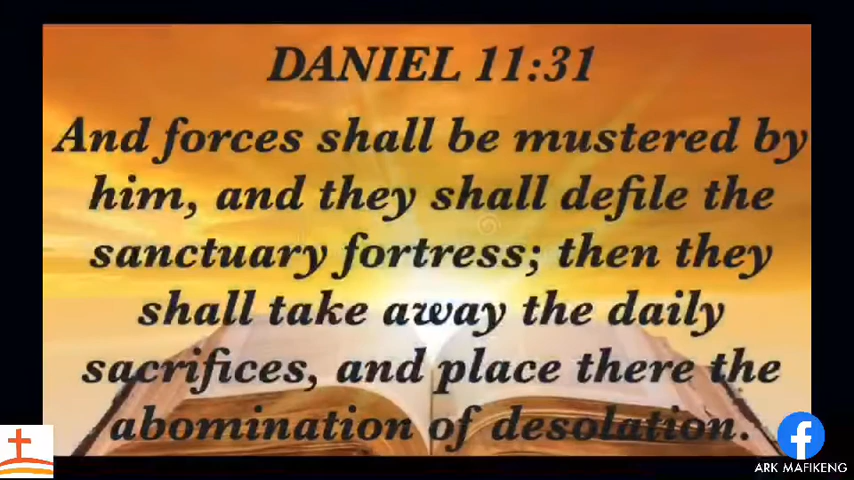 DANIEL 11:31
And forces shall be mustered by
him, and they shall defile the
sanctuary fortress; then they
shall take away the daily
sacrifices, and place there the
abomination of desolation.
ARK MAFIKENG